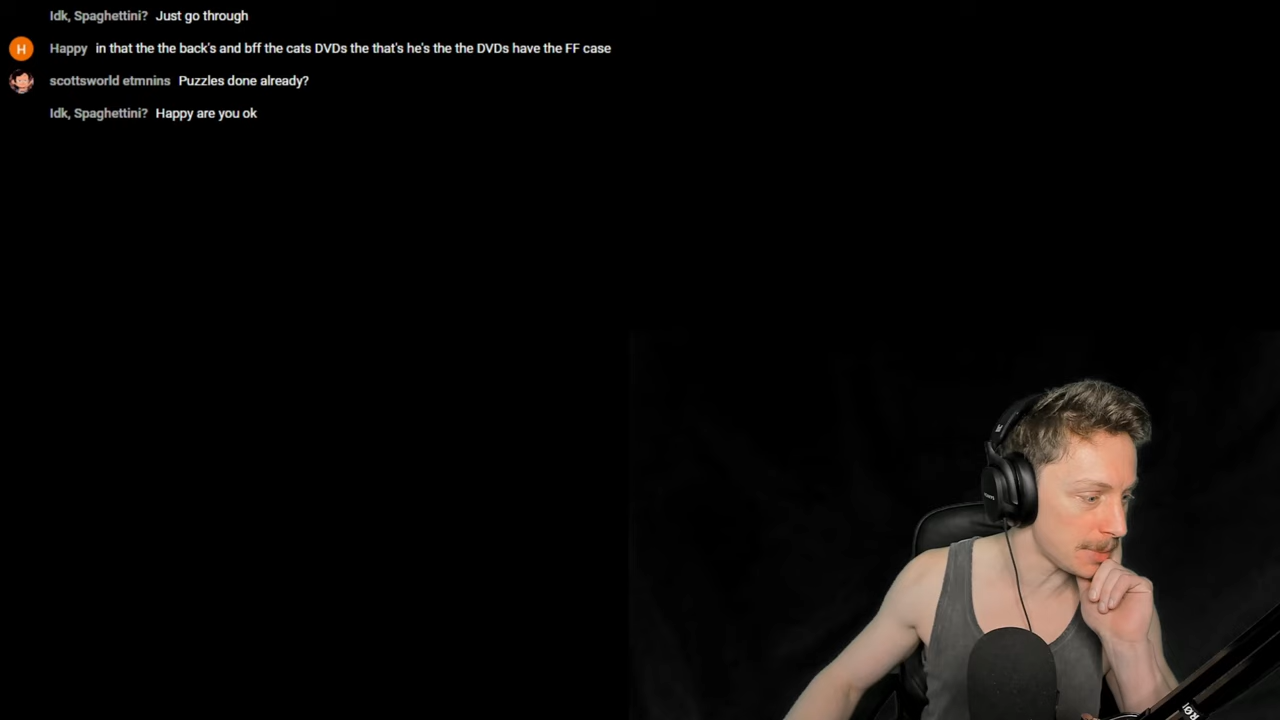 Idk, Spaghettini? Just go through
H Happy in that the the back's and bff the cats DVDs the that's he's the the DVDs have the FF case
scottsworld etmnins Puzzles done already?
Idk, Spaghettini? Happy are you ok
RØ